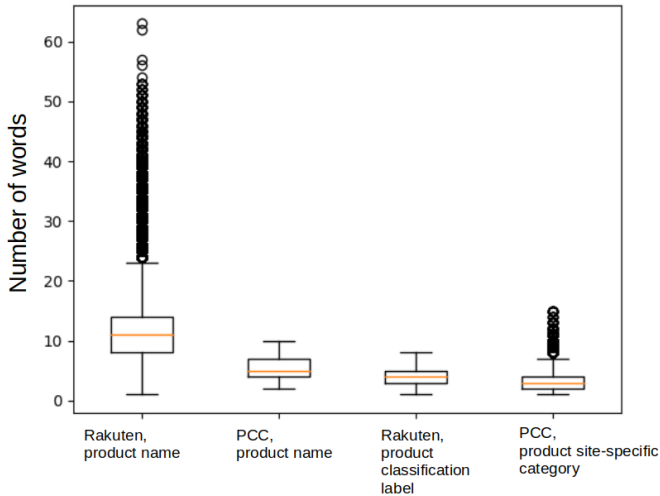 Number of words
60
50
40
30
20
10
0
Rakuten,
product name
PCC,
product name
Rakuten,
product
classification
label
PCC,
product site-specific
category